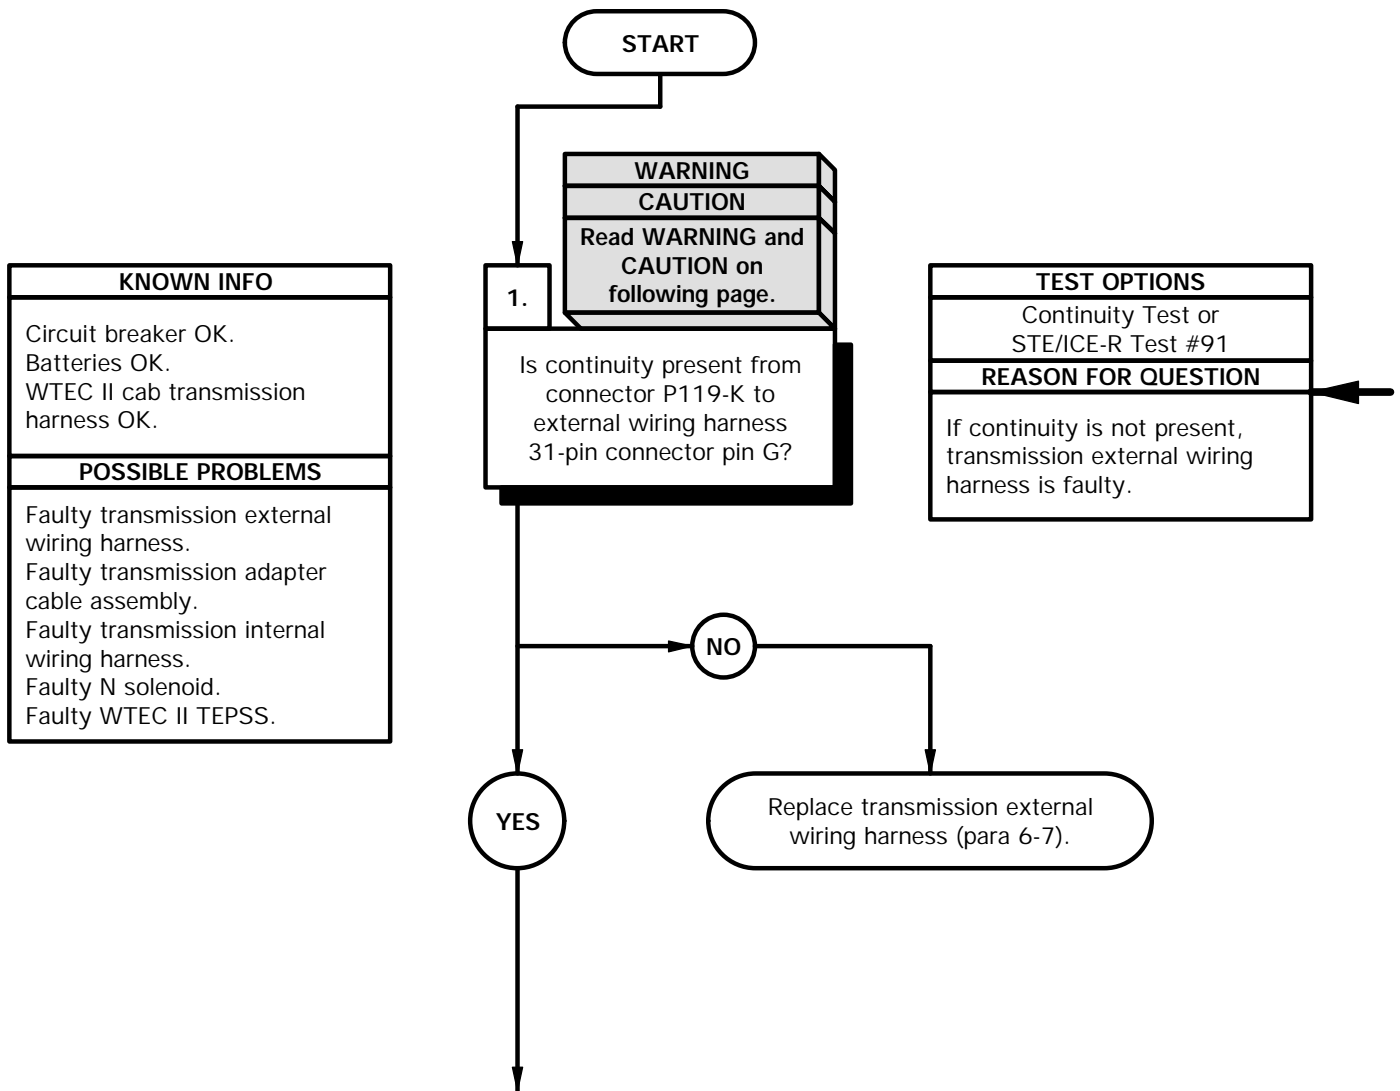 START
WARNING
CAUTION
Read WARNING and
CAUTION on
following page.
KNOWN INFO
Circuit breaker OK.
Batteries OK.
WTEC II cab transmission
harness OK.
POSSIBLE PROBLEMS
Faulty transmission external
wiring harness.
Faulty transmission adapter
cable assembly.
Faulty transmission internal
wiring harness.
Faulty N solenoid.
Faulty WTEC II TEPSS.
1.
Is continuity present from
connector P119-K to
external wiring harness
31-pin connector pin G?
TEST OPTIONS
Continuity Test or
STE/ICE-R Test #91
REASON FOR QUESTION
If continuity is not present,
transmission external wiring
harness is faulty.
NO
YES
Replace transmission external
wiring harness (para 6-7).